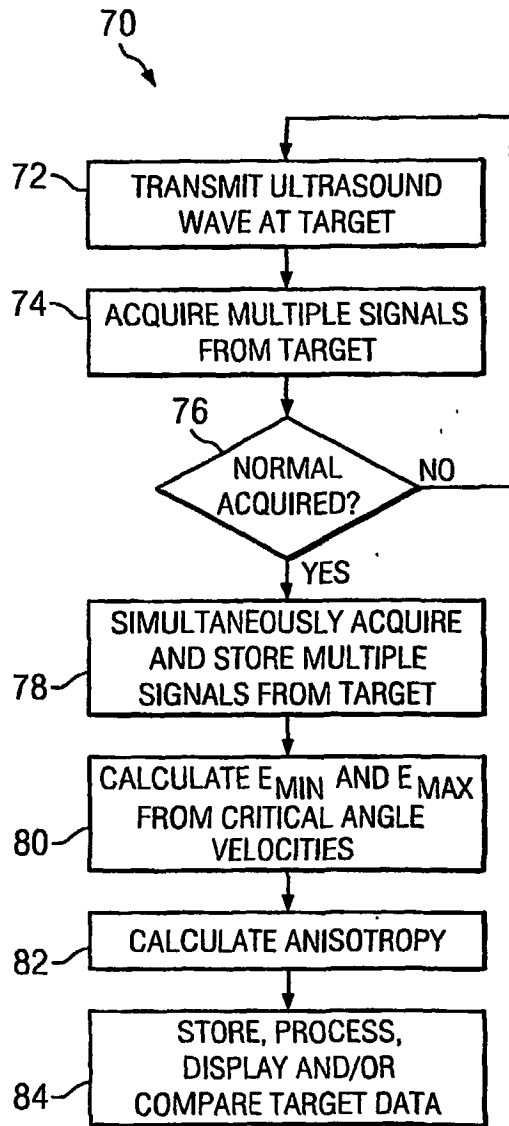 70
72
TRANSMIT ULTRASOUND
WAVE AT TARGET
74
ACQUIRE MULTIPLE SIGNALS
FROM TARGET
76
NORMAL
ACQUIRED?
NO
YES
78
SIMULTANEOUSLY ACQUIRE
AND STORE MULTIPLE
SIGNALS FROM TARGET
80
CALCULATE EMIN AND EMAX
FROM CRITICAL ANGLE
VELOCITIES
82
CALCULATE ANISOTROPY
84
STORE, PROCESS,
DISPLAY AND/OR
COMPARE TARGET DATA